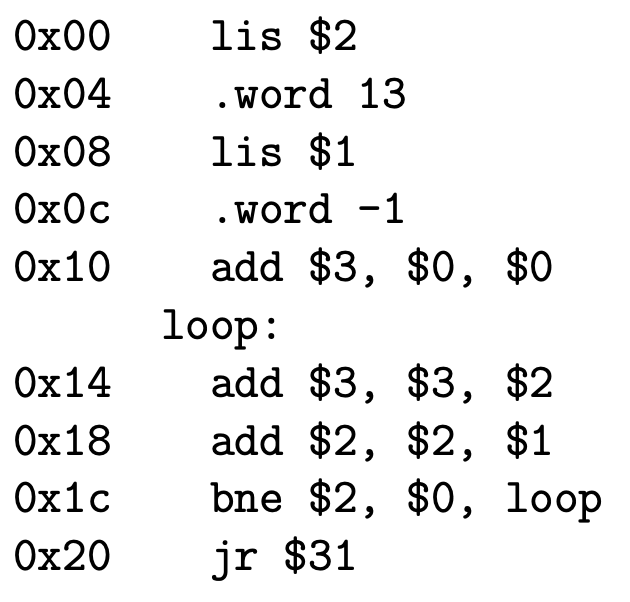 0x00 lis $2
0x04 .word 13
0x08 lis $1
0x0c .word -1
0x10 add $3, $0, $0
loop:
0x14 add $3, $3, $2
0x18 add $2, $2, $1
0x1c bne $2, $0, loop
0x20 jr $31